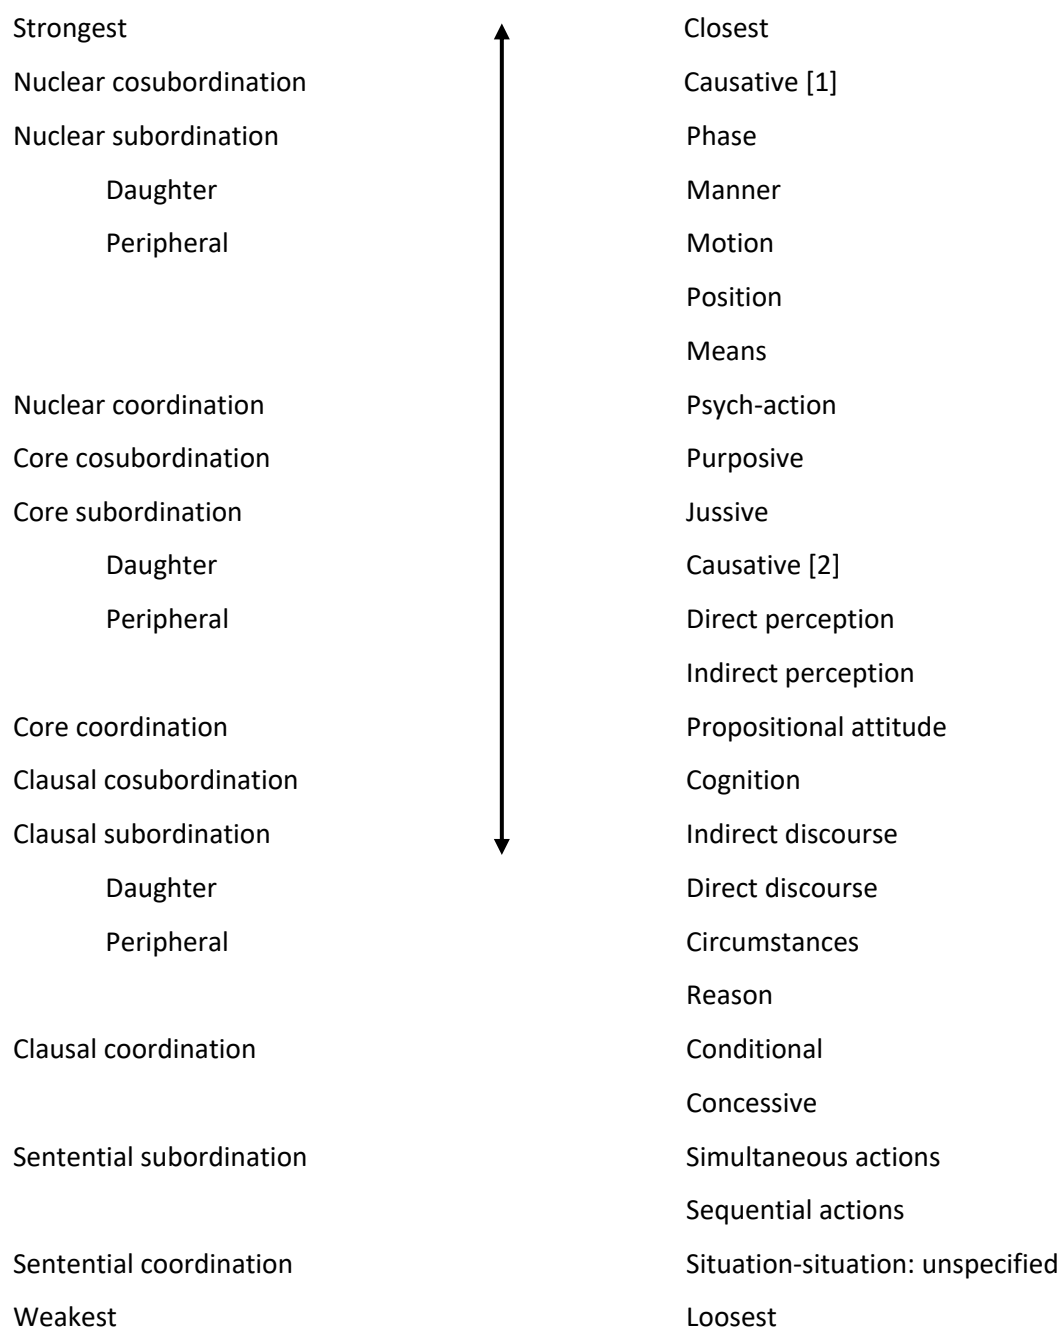 Strongest Closest
Nuclear cosubordination Causative [1]
Nuclear subordination Phase
Daughter Manner
Peripheral Motion
Position
Means
Nuclear coordination Psych-action
Core cosubordination Purposive
Core subordination Jussive
Daughter Causative [2]
Peripheral Direct perception
Indirect perception
Core coordination Propositional attitude
Clausal cosubordination Cognition
Clausal subordination Indirect discourse
Daughter Direct discourse
Peripheral Circumstances
Reason
Clausal coordination Conditional
Concessive
Sentential subordination Simultaneous actions
Sequential actions
Sentential coordination Situation-situation: unspecified
Weakest Loosest